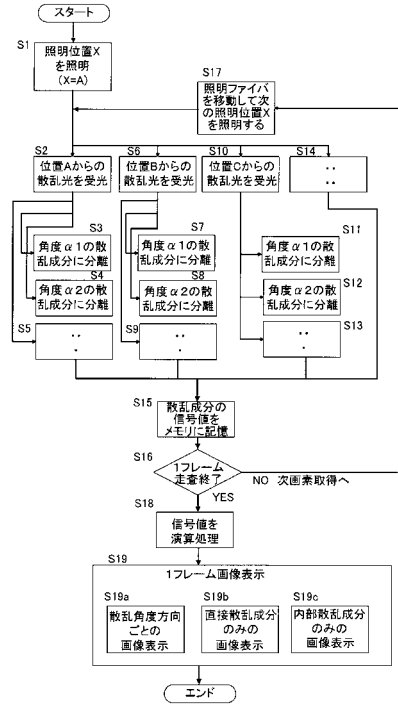 スタート
S1
照明位置X
を照明
(X=A)
S17
照明ファイバ
を移動して次
の照明位置X
を照明する
S2
位置Aからの
散乱光を受光
S6
位置Bからの
散乱光を受光
S10
位置Cからの
散乱光を受光
S14
S3
角度α1の散
乱成分に分離
S4
角度α2の散
乱成分に分離
S5
S7
角度α1の散
乱成分に分離
S8
角度α2の散
乱成分に分離
S9
S11
角度α1の散
乱成分に分離
S12
角度α2の散
乱成分に分離
S13
S15
散乱成分の
信号値を
メモリに記憶
S16
1フレーム
走査終了
NO 次画素取得へ
YES
S18
信号値を
演算処理
S19
1フレーム画像表示
S19a
散乱角度方向
ごとの
画像表示
S19b
直接散乱成分
のみの
画像表示
S19c
内部散乱成分
のみの
画像表示
エンド